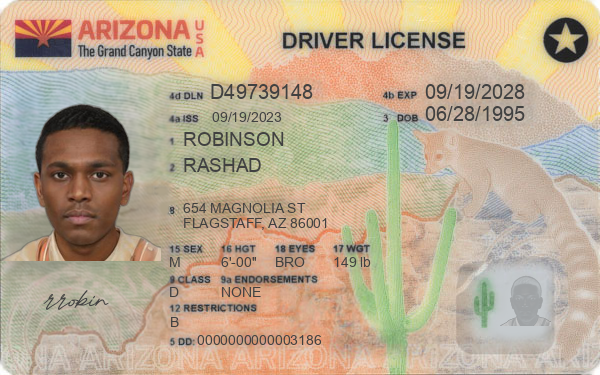 ARIZONA USA
The Grand Canyon State
DRIVER LICENSE
4d DLN D49739148
4b EXP 09/19/2028
4a ISS 09/19/2023
3 DOB 06/28/1995
1 ROBINSON
2 RASHAD
8 654 MAGNOLIA ST
FLAGSTAFF, AZ 86001
15 SEX 16 HGT 18 EYES 17 WGT
M 6'-00" BRO 149 lb
9 CLASS 9a ENDORSEMENTS
D NONE
12 RESTRICTIONS
B
5 DD: 0000000000003186
rrobin
ARIZONA ARIZONA ARIZONA ARIZONA